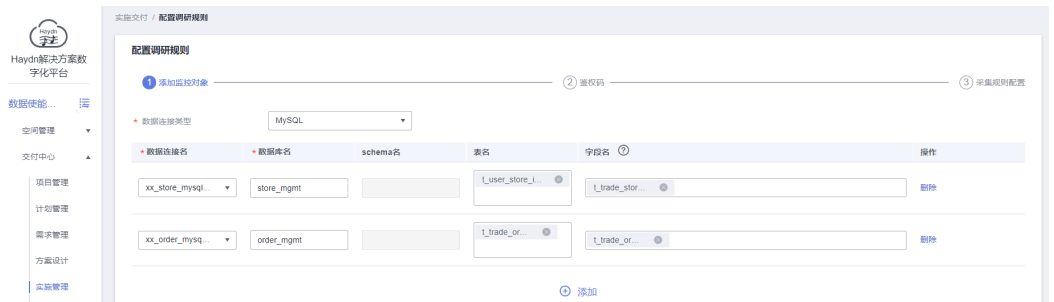 实施交付 / 配置调研规则
Haydn
Haydn解决方案数
字化平台
数据使能...
空间管理
交付中心
项目管理
计划管理
需求管理
方案设计
实施管理
配置调研规则
1 添加监控对象
2 鉴权码
3 采集规则配置
* 数据连接类型 MySQL
* 数据连接名 * 数据库名 schema名 表名 字段名 ? 操作
xx_store_mysql... store_mgmt t_user_store_i... t_trade_stor... 删除
xx_order_mysq... order_mgmt t_trade_or... t_trade_or... 删除
添加